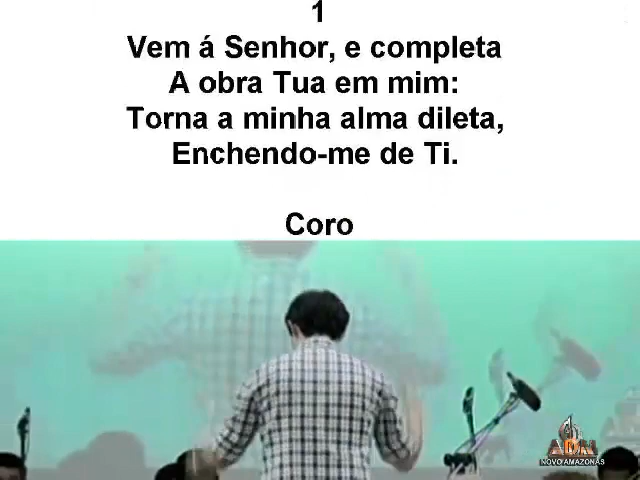 1
Vem á Senhor, e completa
A obra Tua em mim:
Torna a minha alma dileta,
Enchendo-me de Ti.
Coro
ADN
NOVO AMAZONAS